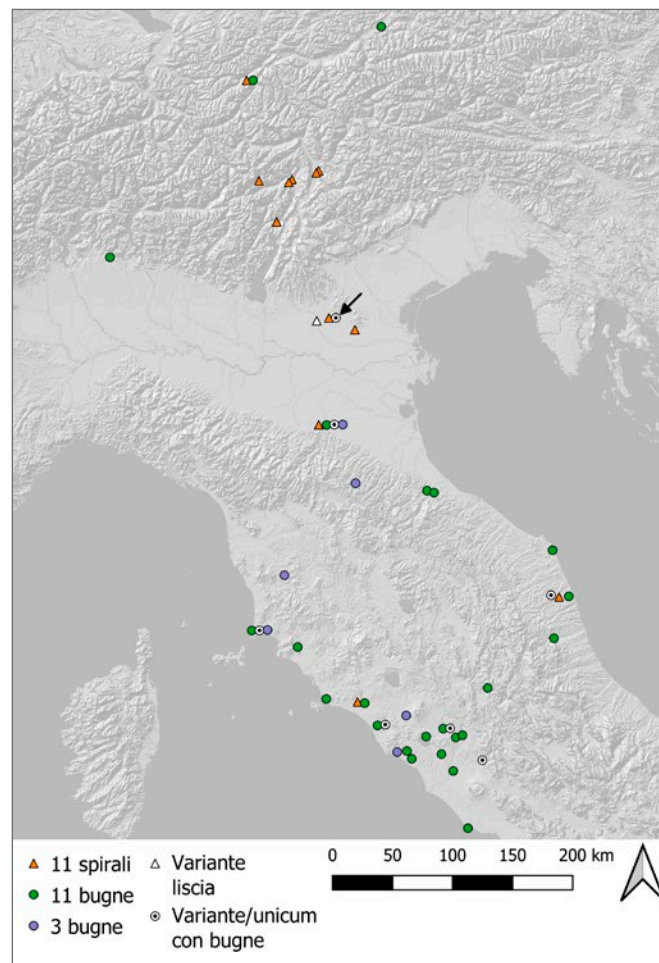 11 spirali
11 bugne
3 bugne
Variante
liscia
Variante/unicum
con bugne
0 50 100 150 200 km